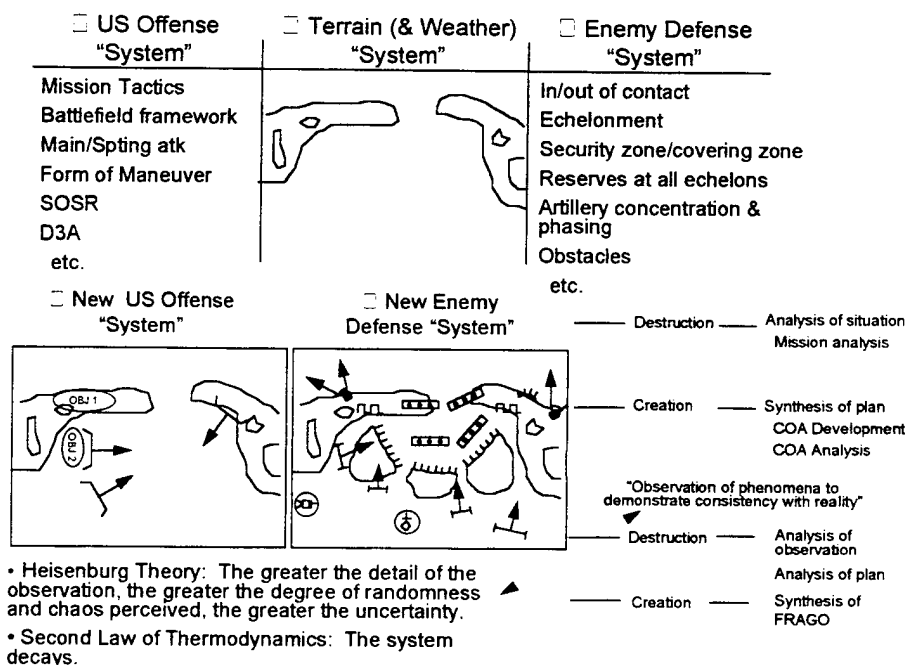 ☐ US Offense
"System"
☐ Terrain (& Weather)
"System"
☐ Enemy Defense
"System"
Mission Tactics
Battlefield framework
Main/Spting atk
Form of Maneuver
SOSR
D3A
etc.
In/out of contact
Echelonment
Security zone/covering zone
Reserves at all echelons
Artillery concentration &
phasing
Obstacles
etc.
☐ New US Offense
"System"
☐ New Enemy
Defense "System"
OBJ 1
OBJ 2
Destruction
Analysis of situation
Mission analysis
Creation
Synthesis of plan
COA Development
COA Analysis
"Observation of phenomena to
demonstrate consistency with reality"
Destruction
Analysis of
observation
Analysis of plan
Creation
Synthesis of
FRAGO
• Heisenburg Theory: The greater the detail of the
observation, the greater the degree of randomness
and chaos perceived, the greater the uncertainty.
• Second Law of Thermodynamics: The system
decays.